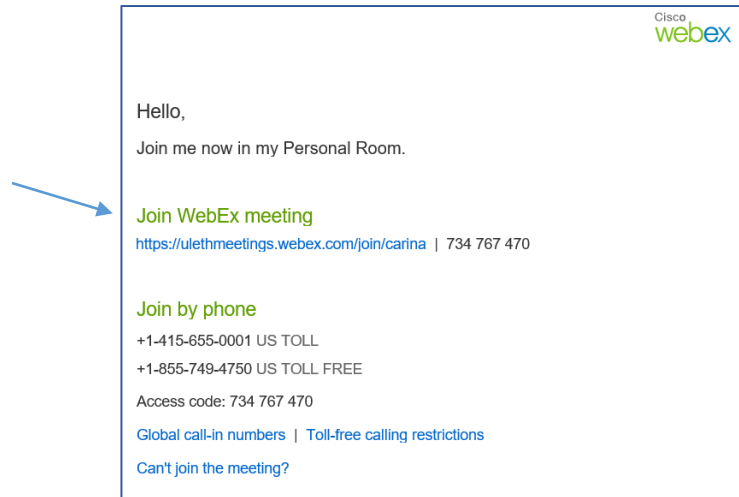 Cisco
webex
Hello,
Join me now in my Personal Room.
Join WebEx meeting
https://ulethmeetings.webex.com/join/carina | 734 767 470
Join by phone
+1-415-655-0001 US TOLL
+1-855-749-4750 US TOLL FREE
Access code: 734 767 470
Global call-in numbers | Toll-free calling restrictions
Can't join the meeting?